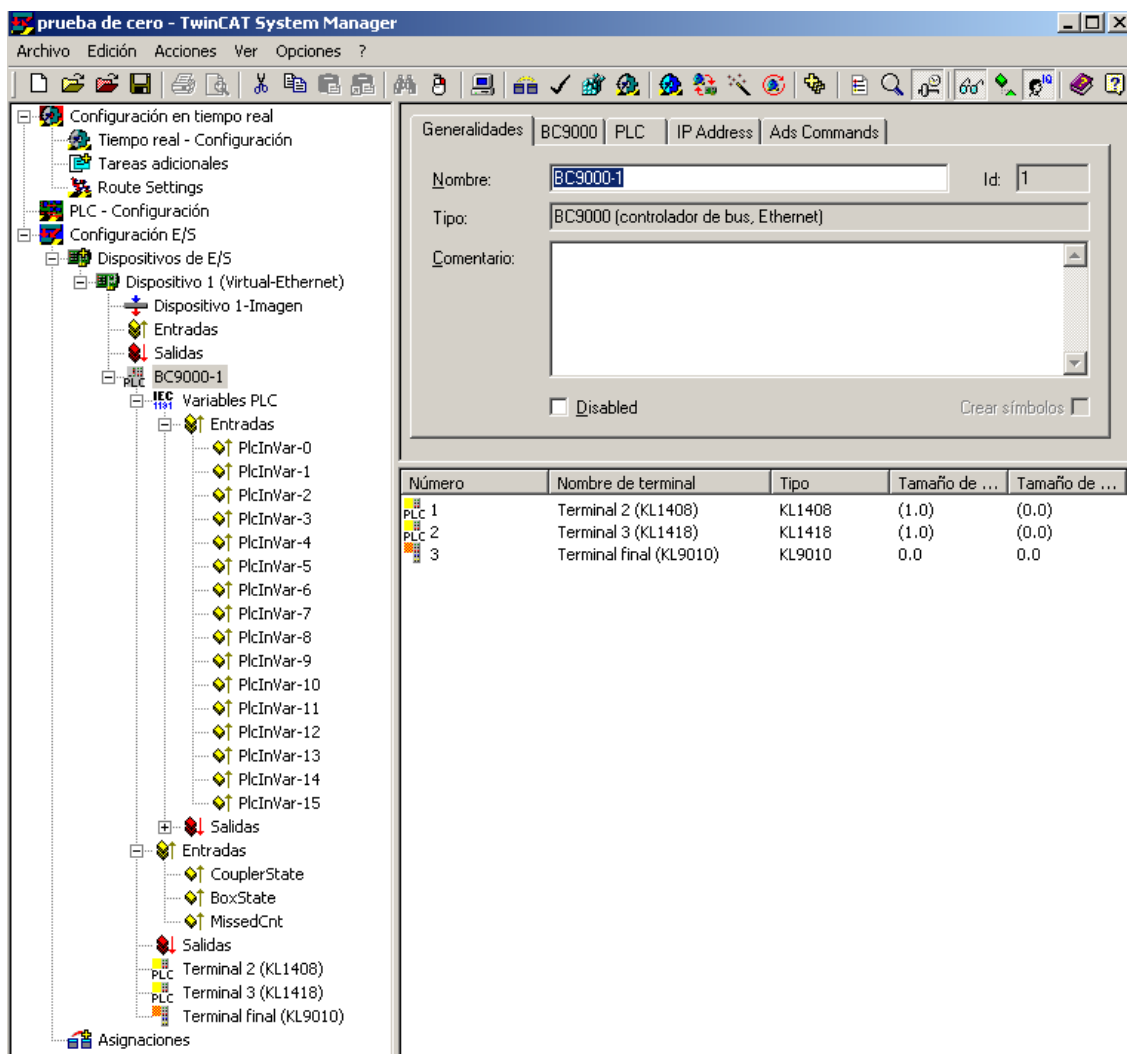 prueba de cero - TwinCAT System Manager
Archivo Edición Acciones Ver Opciones ?
Configuración en tiempo real
Tiempo real - Configuración
Tareas adicionales
Route Settings
PLC - Configuración
Configuración E/S
Dispositivos de E/S
Dispositivo 1 (Virtual-Ethernet)
Dispositivo 1-Imagen
Entradas
Salidas
PLC BC9000-1
IEC 1131 Variables PLC
Entradas
PlcInVar-0
PlcInVar-1
PlcInVar-2
PlcInVar-3
PlcInVar-4
PlcInVar-5
PlcInVar-6
PlcInVar-7
PlcInVar-8
PlcInVar-9
PlcInVar-10
PlcInVar-11
PlcInVar-12
PlcInVar-13
PlcInVar-14
PlcInVar-15
Salidas
Entradas
CouplerState
BoxState
MissedCnt
Salidas
PLC Terminal 2 (KL1408)
PLC Terminal 3 (KL1418)
Terminal final (KL9010)
Asignaciones
Generalidades BC9000 PLC IP Address Ads Commands
Nombre: BC9000-1 Id: 1
Tipo: BC9000 (controlador de bus, Ethernet)
Comentario:
Disabled Crear símbolos
Número Nombre de terminal Tipo Tamaño de ... Tamaño de ...
PLC 1 Terminal 2 (KL1408) KL1408 (1.0) (0.0)
PLC 2 Terminal 3 (KL1418) KL1418 (1.0) (0.0)
3 Terminal final (KL9010) KL9010 0.0 0.0